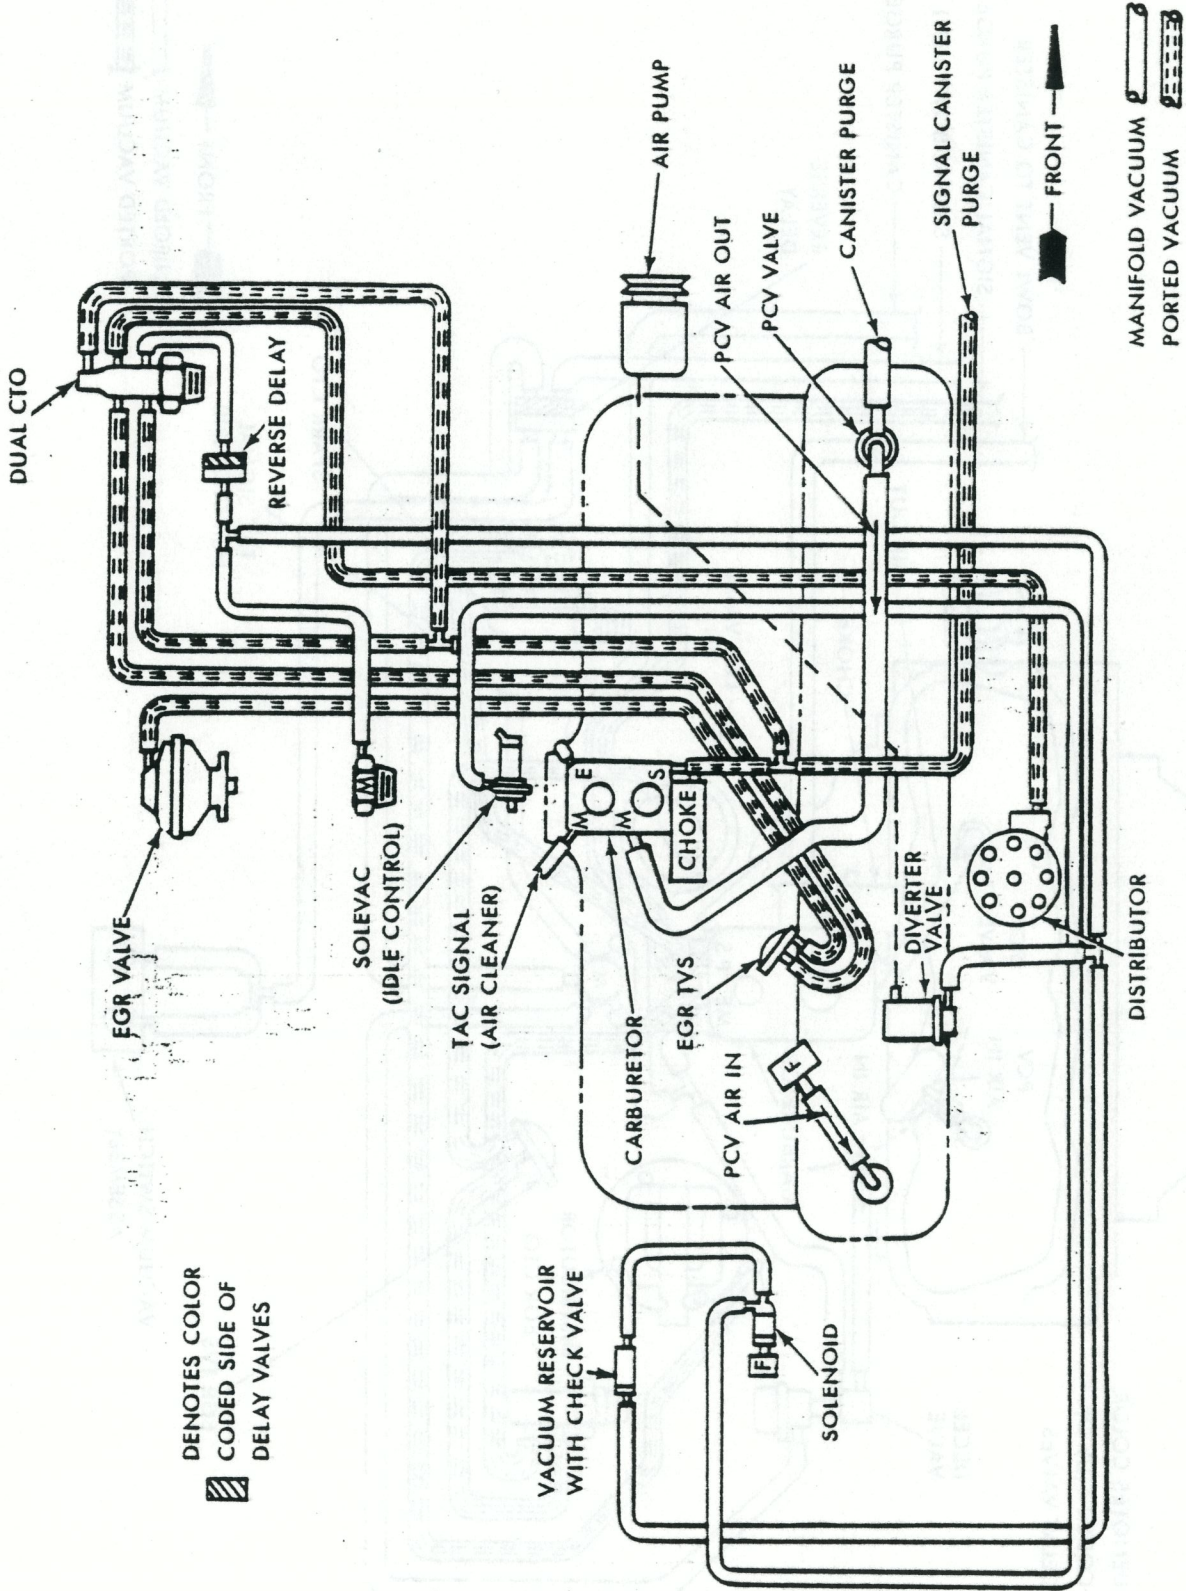 DENOTES COLOR
CODED SIDE OF
DELAY VALVES
EGR VALVE
DUAL CTO
REVERSE DELAY
SOLEVAC
(IDLE CONTROL)
TAC SIGNAL
(AIR CLEANER)
VACUUM RESERVOIR
WITH CHECK VALVE
CARBURETOR
M
E
M
S
CHOKE
AIR PUMP
EGR TVS
PCV AIR IN
F
F
SOLENOID
PCV AIR OUT
PCV VALVE
CANISTER PURGE
SIGNAL CANISTER
PURGE
DIVERTER
VALVE
DISTRIBUTOR
FRONT
MANIFOLD VACUUM
PORTED VACUUM